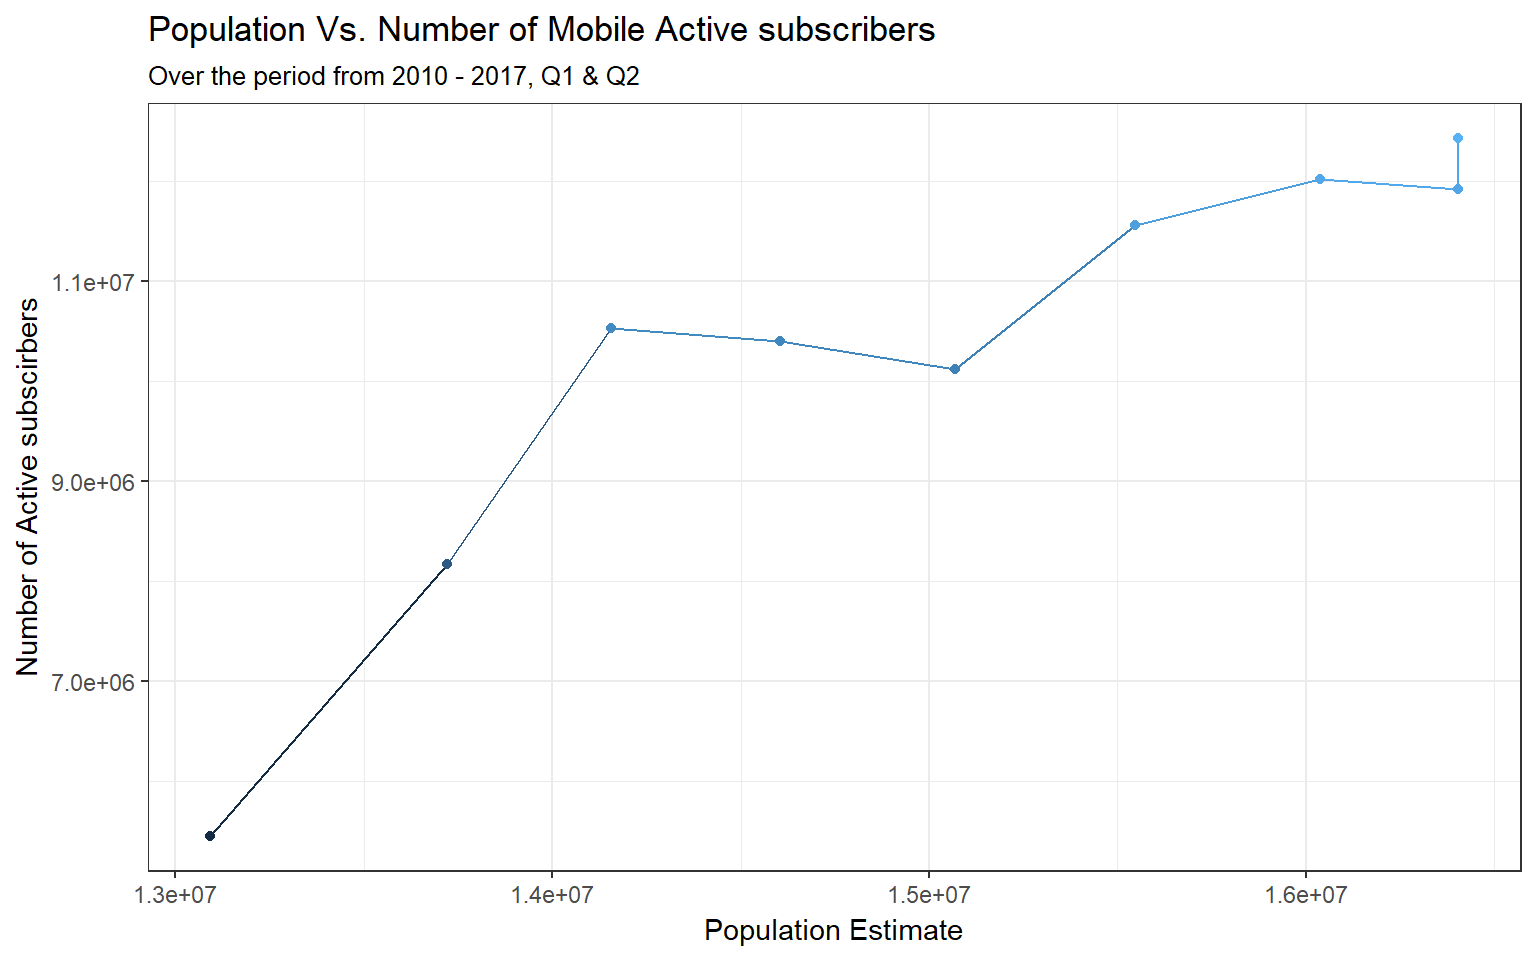 Population Vs. Number of Mobile Active subscribers
Over the period from 2010 - 2017, Q1 & Q2
Number of Active subscirbers
1.1e+07
9.0e+06
7.0e+06
1.3e+07
1.4e+07
1.5e+07
1.6e+07
Population Estimate